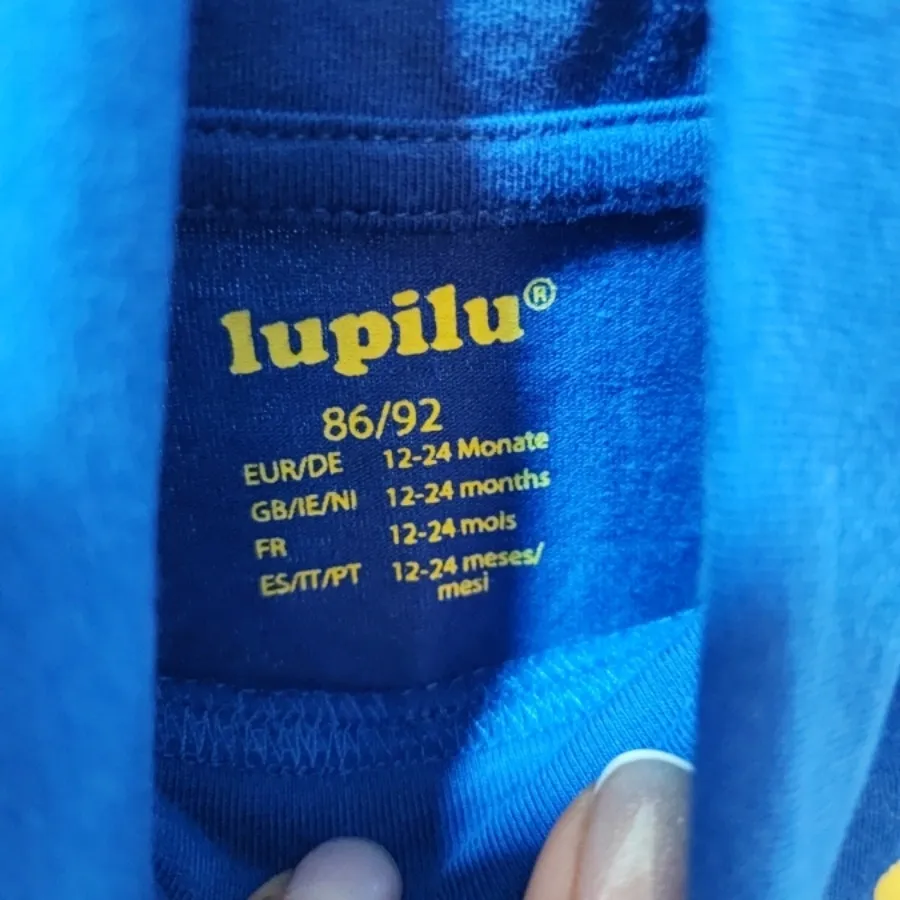 lupilu®
86/92
EUR/DE 12-24 Monate
GB/IE/NI 12-24 months
FR 12-24 mois
ES/IT/PT 12-24 meses/
mesi